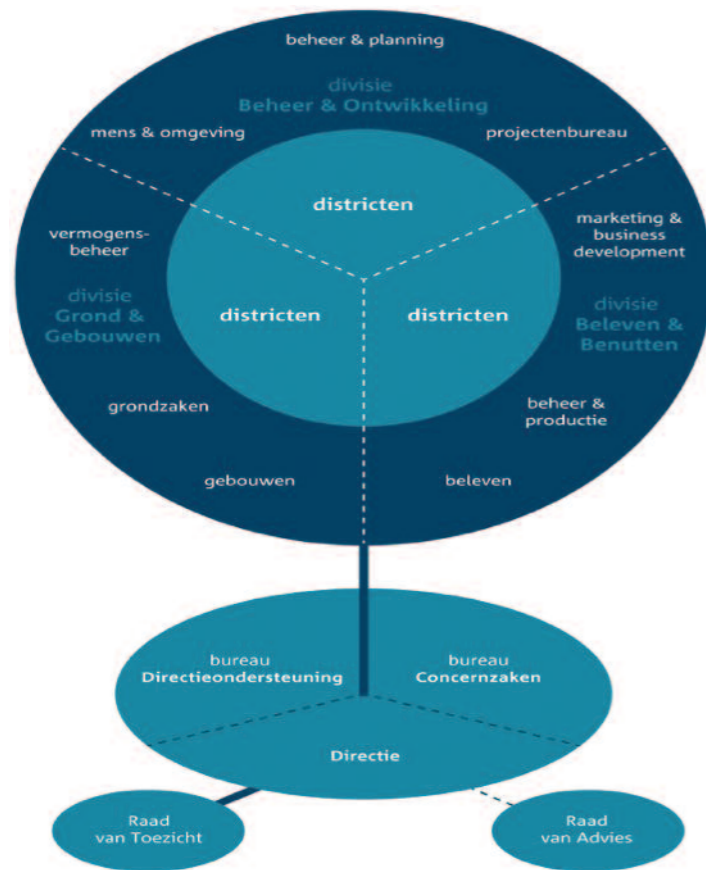 beheer & planning
divisie
Beheer & Ontwikkeling
mens & omgeving
projectenbureau
districten
vermogens-
beheer
marketing &
business
development
divisie
Grond &
Gebouwen
districten
districten
divisie
Beleven &
Benutten
grondzaken
beheer &
productie
gebouwen
beleven
bureau
Directieondersteuning
bureau
Concernzaken
Directie
Raad
van Toezicht
Raad
van Advies